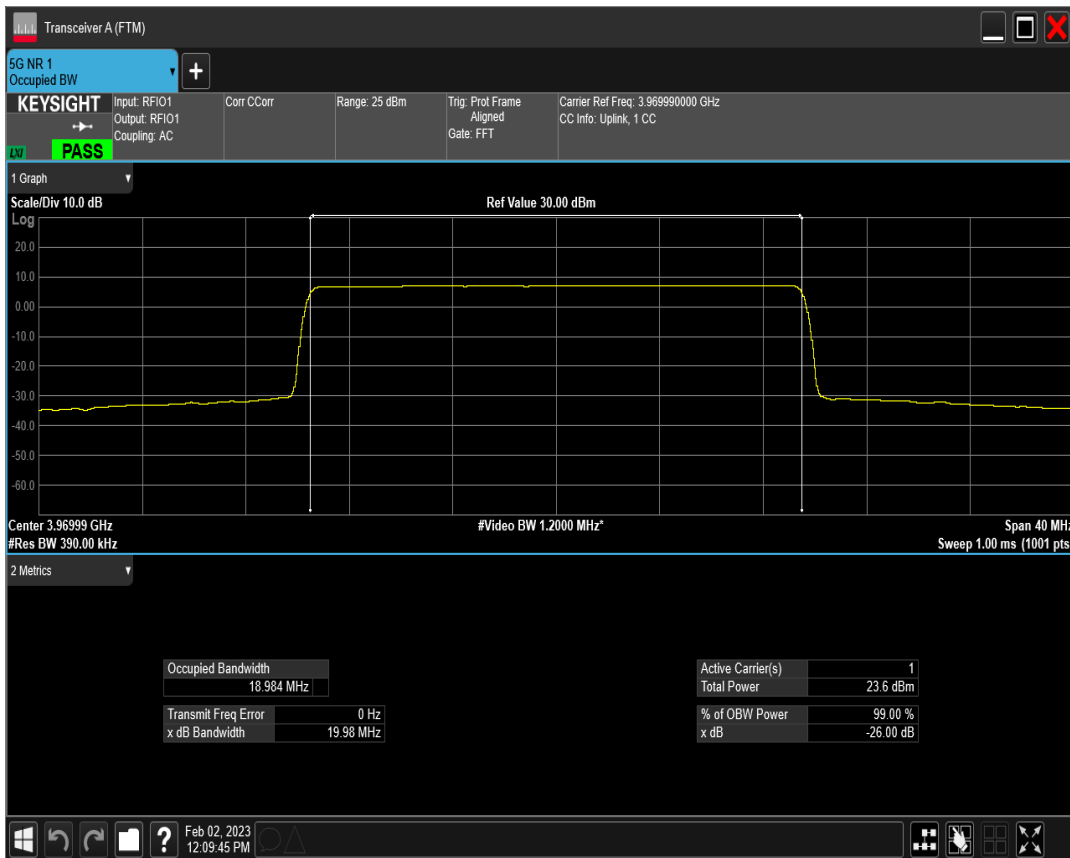 Transceiver A (FTM)
5G NR 1
Occupied BW
+
KEYSIGHT
LXI
PASS
Input: RFIO1
Output: RFIO1
Coupling: AC
Corr CCorr
Range: 25 dBm
Trig: Prot Frame
Aligned
Gate: FFT
Carrier Ref Freq: 3.969990000 GHz
CC Info: Uplink, 1 CC
1 Graph
Scale/Div 10.0 dB
Ref Value 30.00 dBm
Log
20.0
10.0
0.00
-10.0
-20.0
-30.0
-40.0
-50.0
-60.0
Center 3.96999 GHz
#Video BW 1.2000 MHz*
Span 40 MHz
#Res BW 390.00 kHz
Sweep 1.00 ms (1001 pts
2 Metrics
Occupied Bandwidth
18.984 MHz
Transmit Freq Error 0 Hz
x dB Bandwidth 19.98 MHz
Active Carrier(s) 1
Total Power 23.6 dBm
% of OBW Power 99.00 %
x dB -26.00 dB
?
Feb 02, 2023
12:09:45 PM